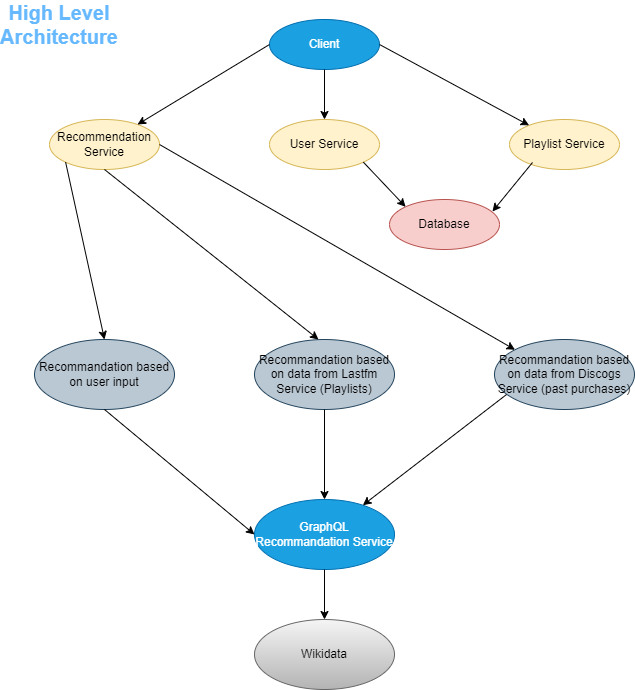 High Level
Architecture
Client
Recommendation
Service
User Service
Playlist Service
Database
Recommandation based
on user input
Recommandation based
on data from Lastfm
Service (Playlists)
Recommandation based
on data from Discogs
Service (past purchases)
GraphQL
Recommandation Service
Wikidata